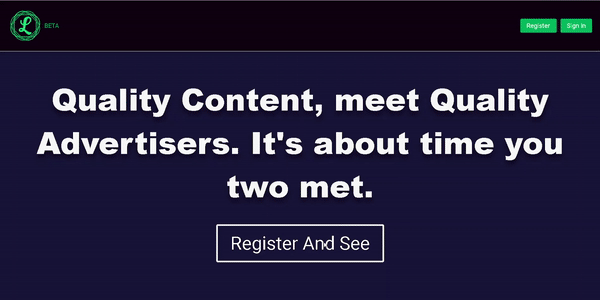 L
BETA
Register
Sign In
Quality Content, meet Quality
Advertisers. It's about time you
two met.
Register And See